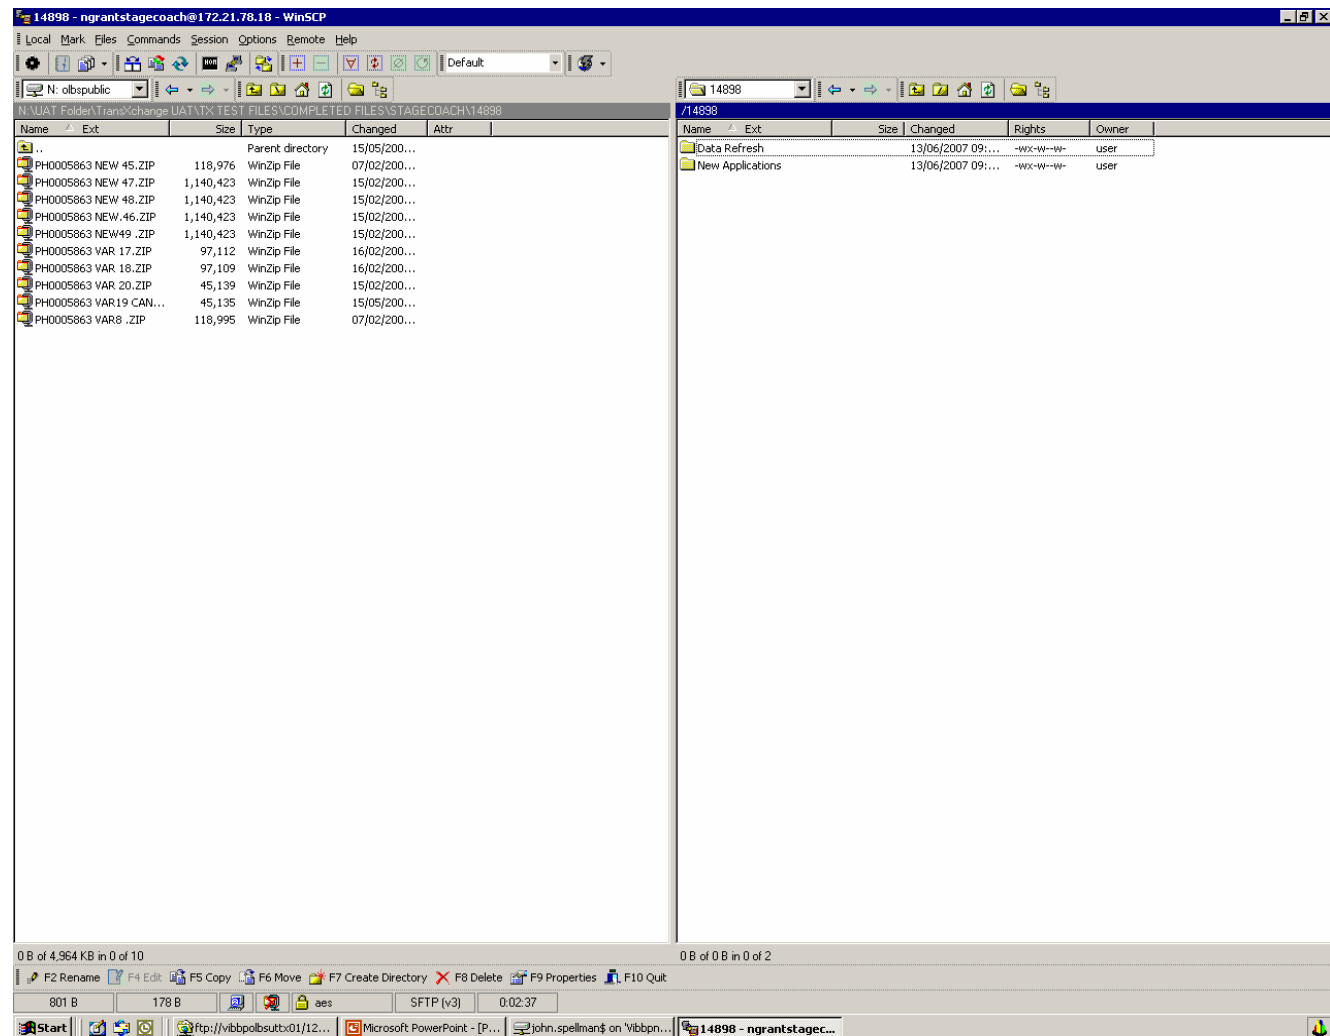 14898 - ngrantstagecoach@172.21.78.18 - WinSCP
Local Mark Files Commands Session Options Remote Help
Default
N: olbspublic
14898
N:\UAT Folder\TransXchange UAT\TX TEST FILES\COMPLETED FILES\STAGECOACH\14898
/14898
Name Ext Size Type Changed Attr
Name Ext Size Changed Rights Owner
.. Parent directory 15/05/200...
Data Refresh 13/06/2007 09:... -wx-w--w- user
PH0005863 NEW 45.ZIP 118,976 WinZip File 07/02/200...
New Applications 13/06/2007 09:... -wx-w--w- user
PH0005863 NEW 47.ZIP 1,140,423 WinZip File 15/02/200...
PH0005863 NEW 48.ZIP 1,140,423 WinZip File 15/02/200...
PH0005863 NEW.46.ZIP 1,140,423 WinZip File 15/02/200...
PH0005863 NEW49 .ZIP 1,140,423 WinZip File 15/02/200...
PH0005863 VAR 17.ZIP 97,112 WinZip File 16/02/200...
PH0005863 VAR 18.ZIP 97,109 WinZip File 16/02/200...
PH0005863 VAR 20.ZIP 45,139 WinZip File 15/02/200...
PH0005863 VAR19 CAN... 45,135 WinZip File 15/05/200...
PH0005863 VAR8 .ZIP 118,995 WinZip File 07/02/200...
0 B of 4,964 KB in 0 of 10
0 B of 0 B in 0 of 2
F2 Rename F4 Edit F5 Copy F6 Move F7 Create Directory F8 Delete F9 Properties F10 Quit
801 B 178 B aes SFTP (v3) 0:02:37
Start ftp://vibbpolbsuttx01/12... Microsoft PowerPoint - [P... john.spellman$ on 'Vibbpn... 14898 - ngrantstagec...